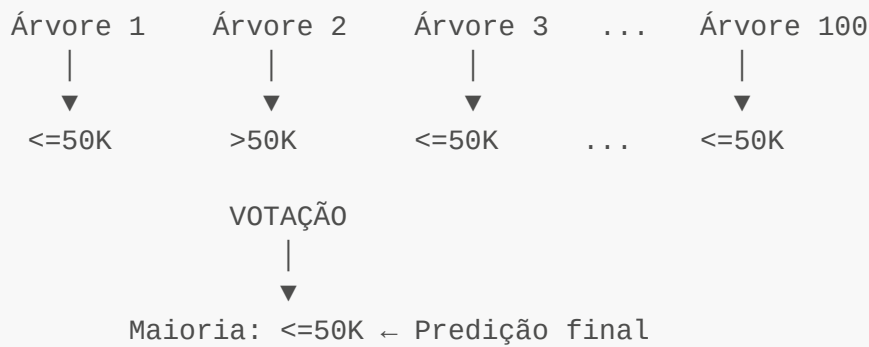 Árvore 1 Árvore 2 Árvore 3 ... Árvore 100
<=50K >50K <=50K ... <=50K
VOTAÇÃO
Maioria: <=50K ← Predição final